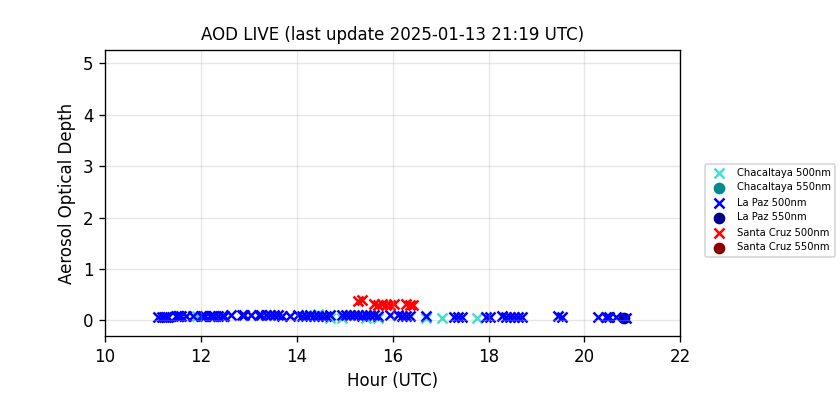 AOD LIVE (last update 2025-01-13 21:19 UTC)
Aerosol Optical Depth
5
4
3
2
1
0
10 12 14 16 18 20 22
Hour (UTC)
Chacaltaya 500nm
Chacaltaya 550nm
La Paz 500nm
La Paz 550nm
Santa Cruz 500nm
Santa Cruz 550nm